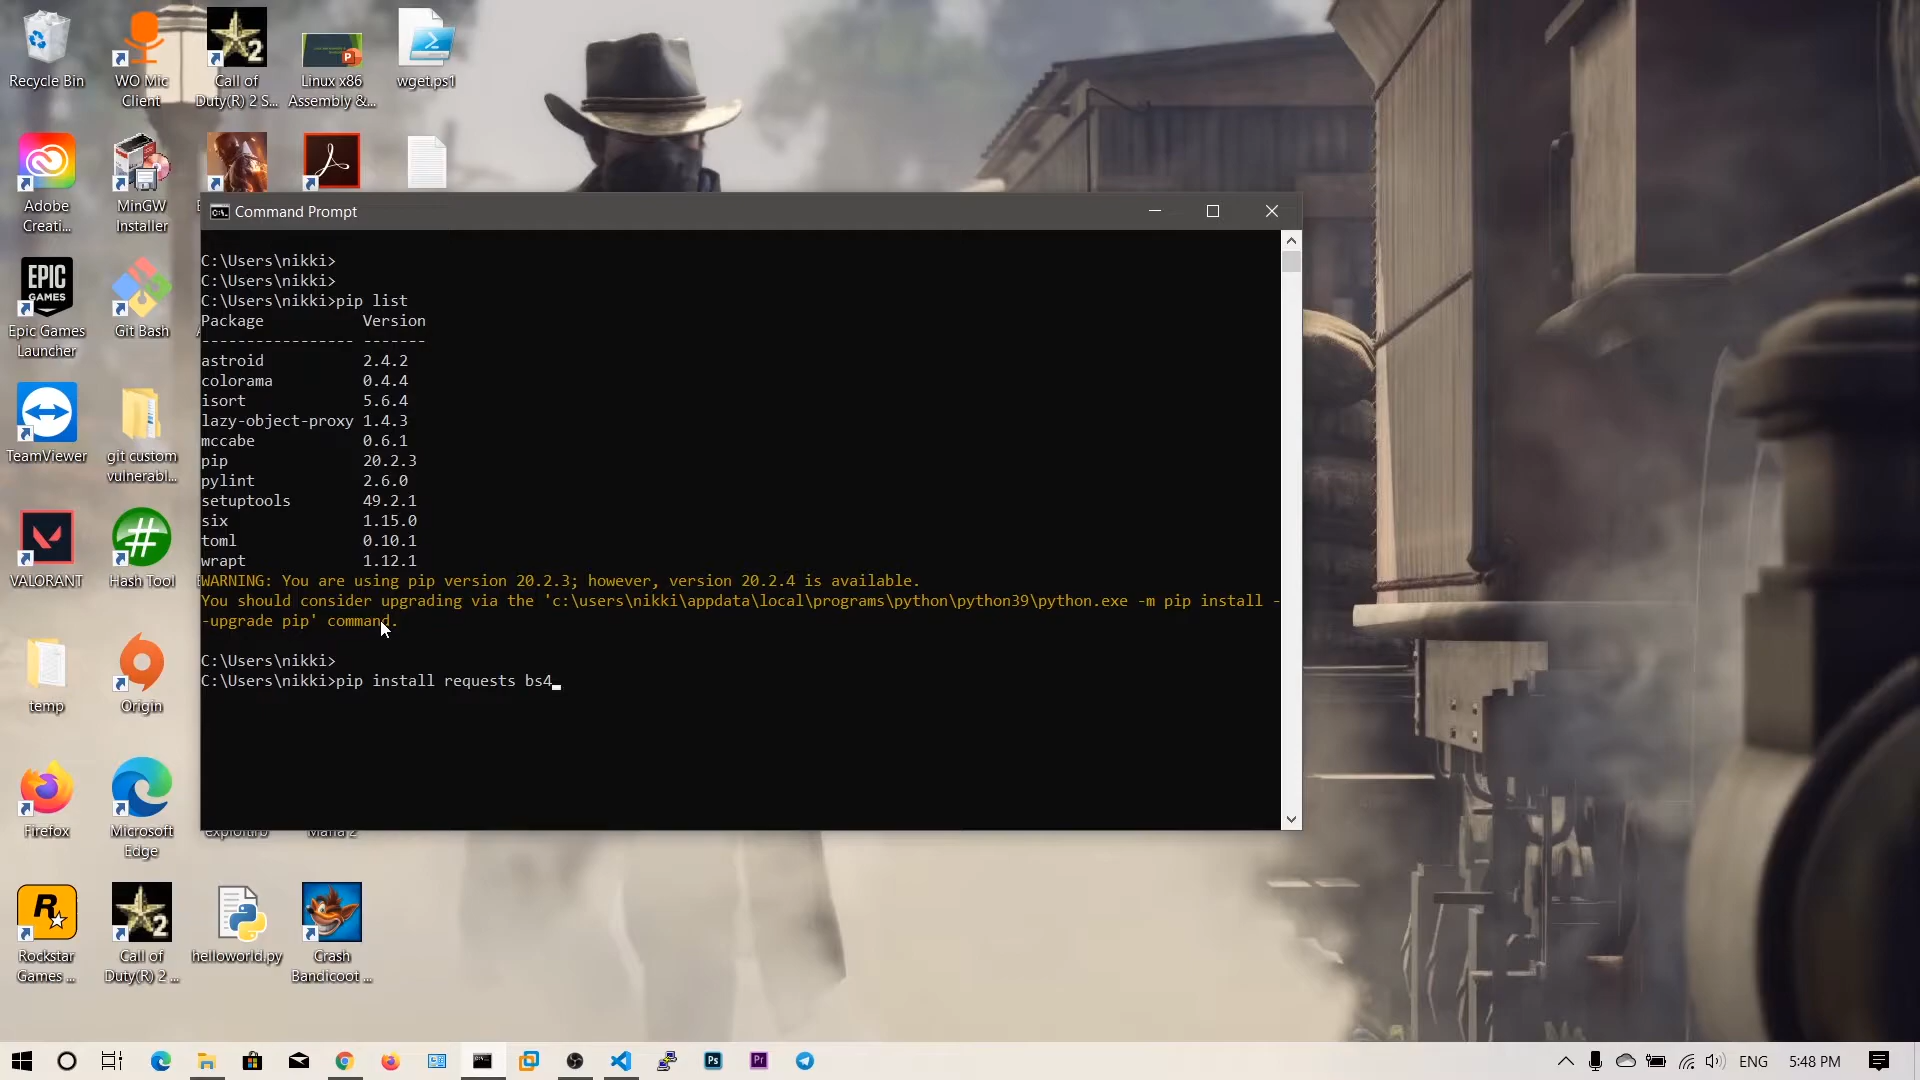 Recycle Bin
WO Mic
Client
Call of
Duty(R) 2 S...
Linux x86
Assembly &...
wget.ps1
Adobe
Creati...
MinGW
Installer
EPIC
GAMES
Epic Games
Launcher
Git Bash
TeamViewer
git custom
vulnerabl...
VALORANT
Hash Tool
temp
Origin
Firefox
Microsoft
Edge
Mafia 2
Rockstar
Games ...
Call of
Duty(R) 2 ...
helloworld.py
Crash
Bandicoot ...
Command Prompt
C:\Users\nikki>
C:\Users\nikki>
C:\Users\nikki>pip list
Package Version
----------------- -------
astroid 2.4.2
colorama 0.4.4
isort 5.6.4
lazy-object-proxy 1.4.3
mccabe 0.6.1
pip 20.2.3
pylint 2.6.0
setuptools 49.2.1
six 1.15.0
toml 0.10.1
wrapt 1.12.1
WARNING: You are using pip version 20.2.3; however, version 20.2.4 is available.
You should consider upgrading via the 'c:\users\nikki\appdata\local\programs\python\python39\python.exe -m pip install -
-upgrade pip' command.
C:\Users\nikki>
C:\Users\nikki>pip install requests bs4_
Ps
Pr
ENG
5:48 PM